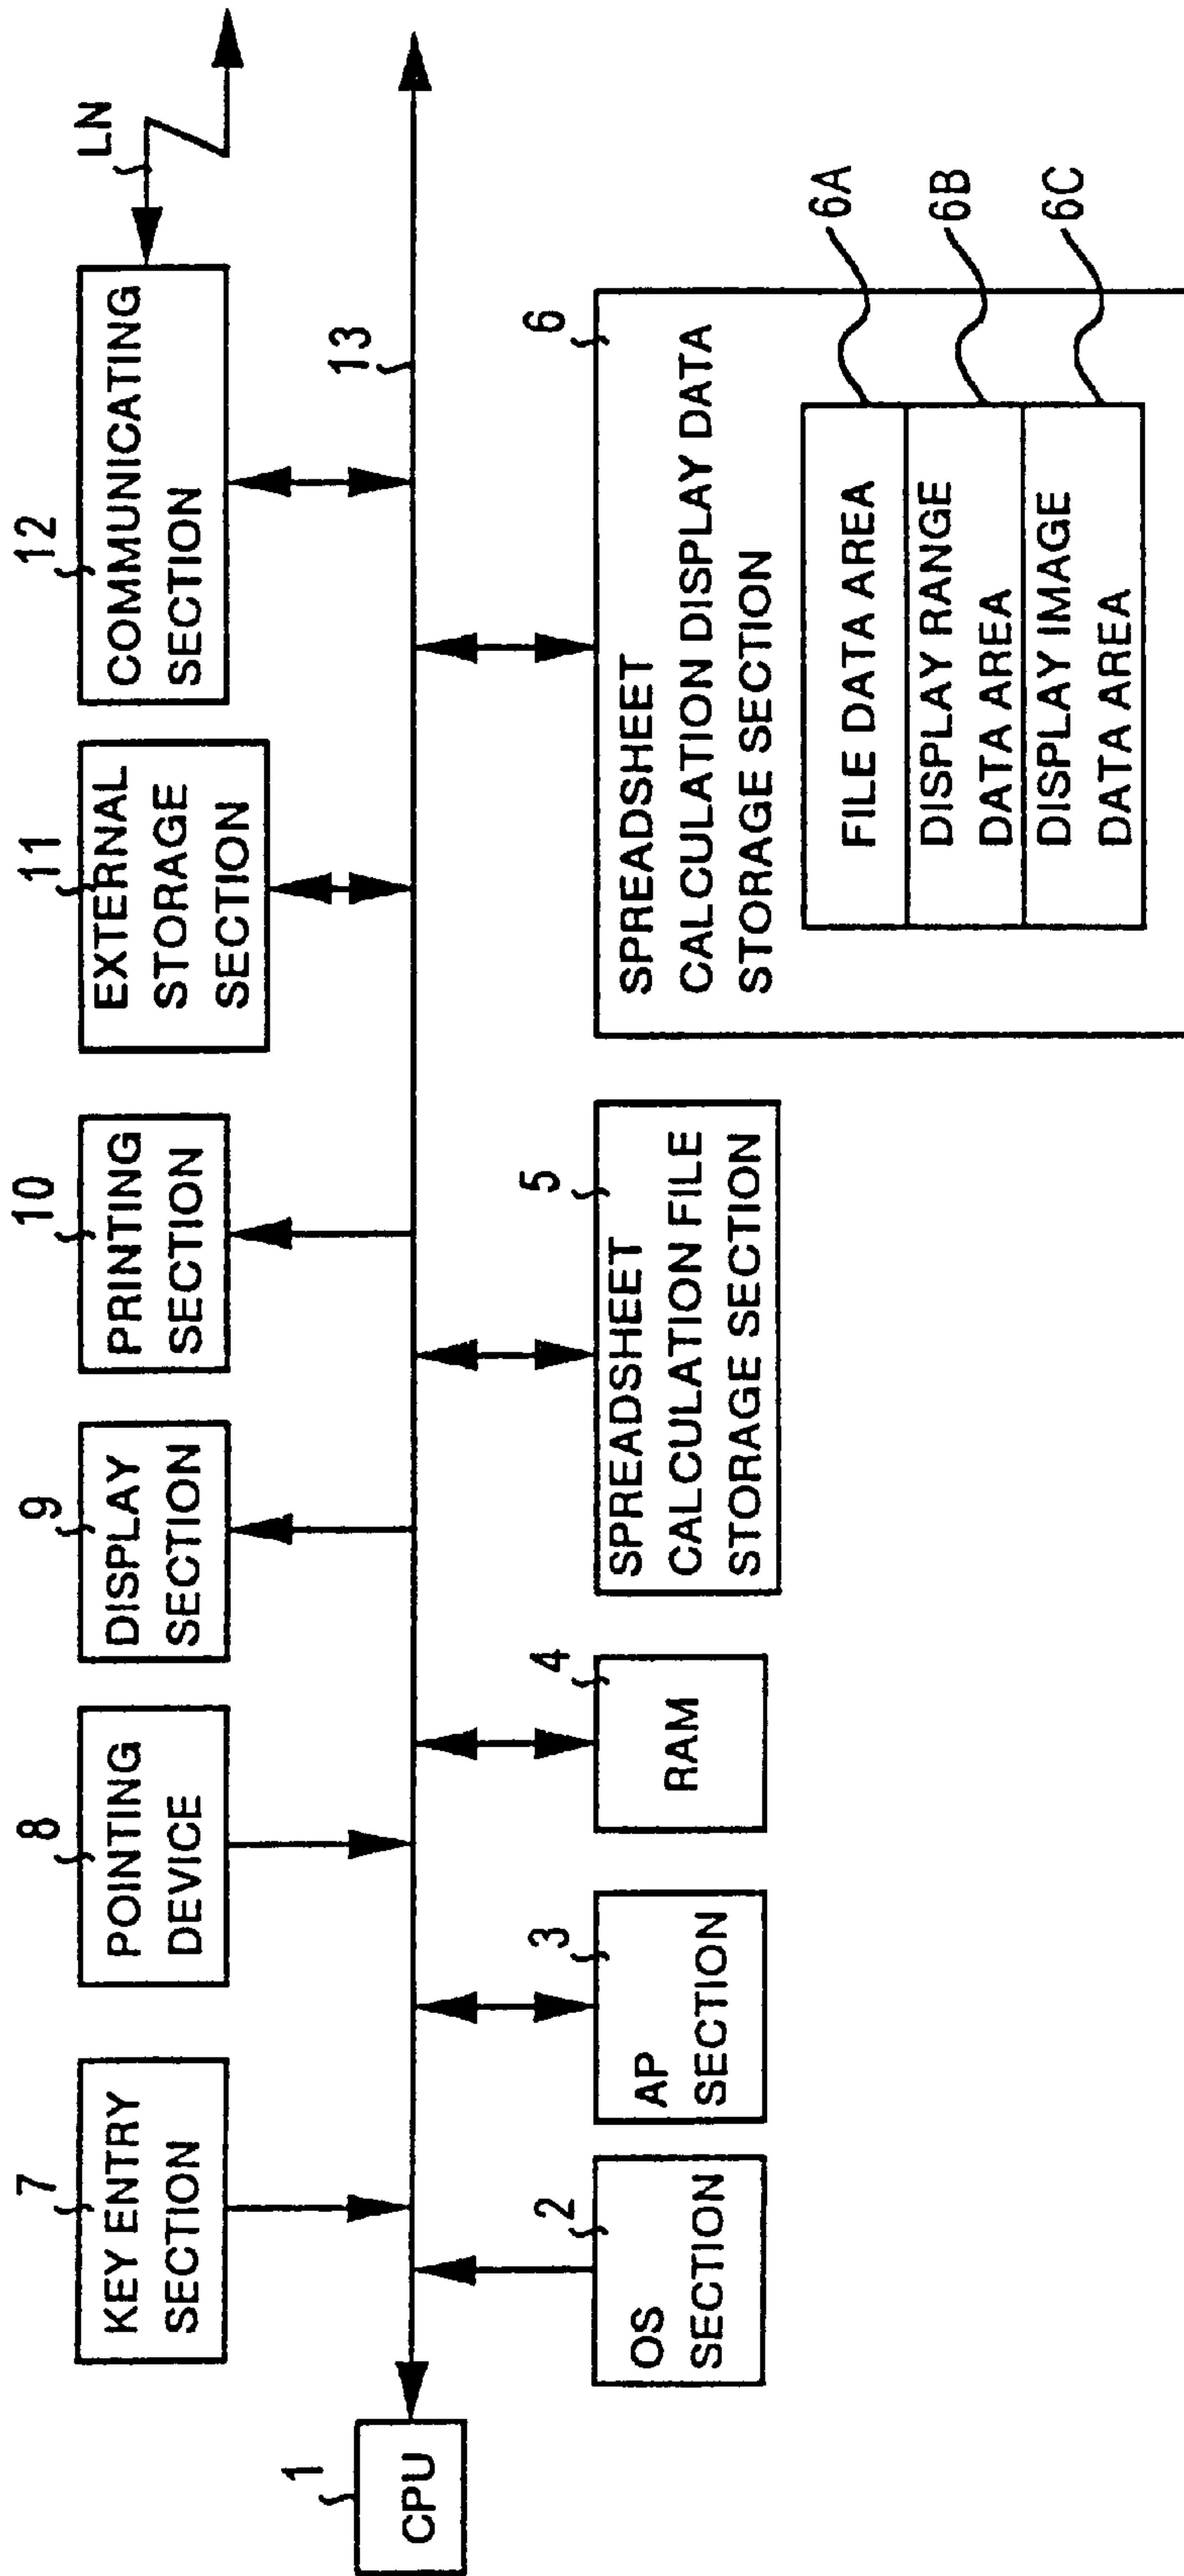 7
KEY ENTRY
SECTION
8
POINTING
DEVICE
9
DISPLAY
SECTION
10
PRINTING
SECTION
11
EXTERNAL
STORAGE
SECTION
12
COMMUNICATING
SECTION
LN
1
CPU
13
2
OS
SECTION
3
AP
SECTION
4
RAM
5
SPREADSHEET
CALCULATION FILE
STORAGE SECTION
6
SPREADSHEET
CALCULATION DISPLAY DATA
STORAGE SECTION
FILE DATA AREA
6A
DISPLAY RANGE
DATA AREA
6B
DISPLAY IMAGE
DATA AREA
6C